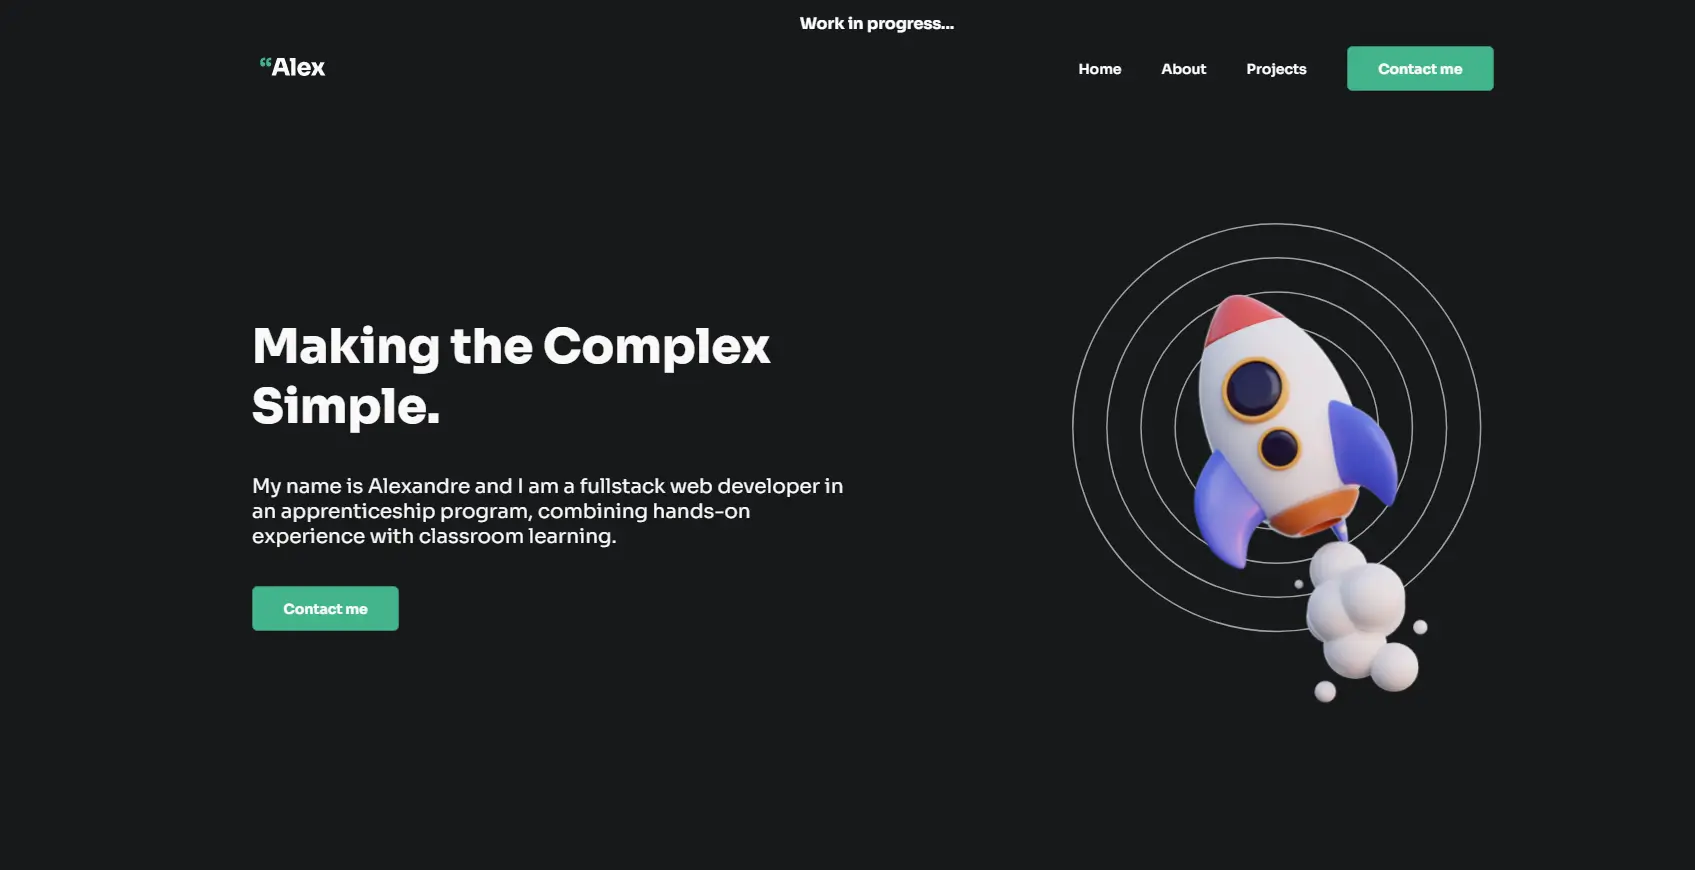 Work in progress...
“Alex
Home
About
Projects
Contact me
Making the Complex
Simple.
My name is Alexandre and I am a fullstack web developer in
an apprenticeship program, combining hands-on
experience with classroom learning.
Contact me